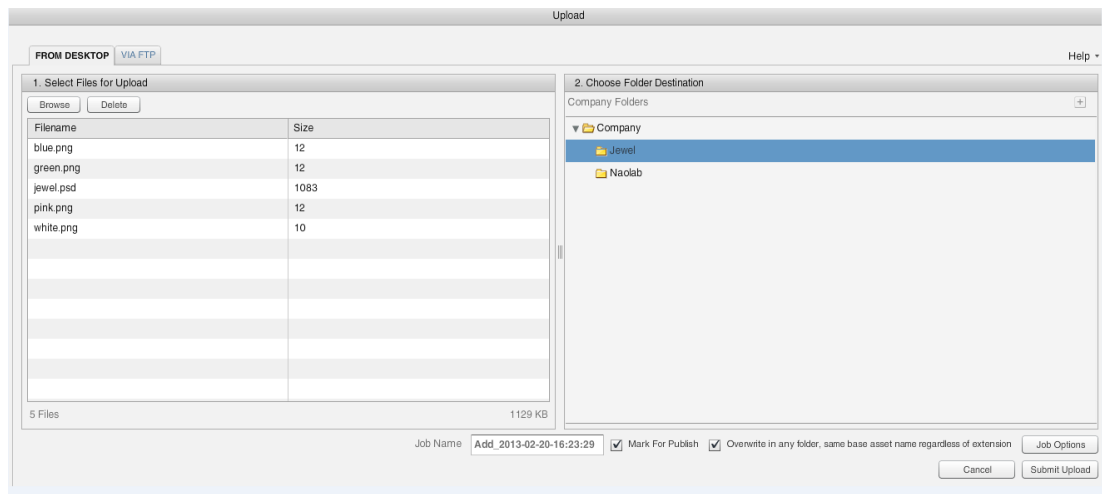 Upload
FROM DESKTOP VIA FTP Help
1. Select Files for Upload
Browse Delete
Filename Size
blue.png 12
green.png 12
jewel.psd 1083
pink.png 12
white.png 10
5 Files 1129 KB
2. Choose Folder Destination
Company Folders
Company
Jewel
Naolab
Job Name Add_2013-02-20-16:23:29 Mark For Publish Overwrite in any folder, same base asset name regardless of extension Job Options
Cancel Submit Upload